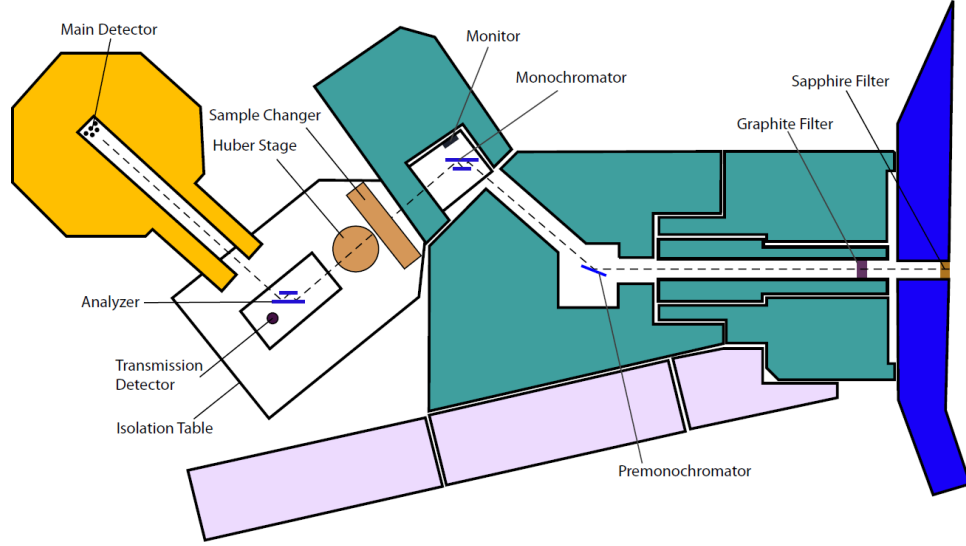 Main Detector
Monitor
Monochromator
Sapphire Filter
Sample Changer
Graphite Filter
Huber Stage
Analyzer
Transmission
Detector
Isolation Table
Premonochromator